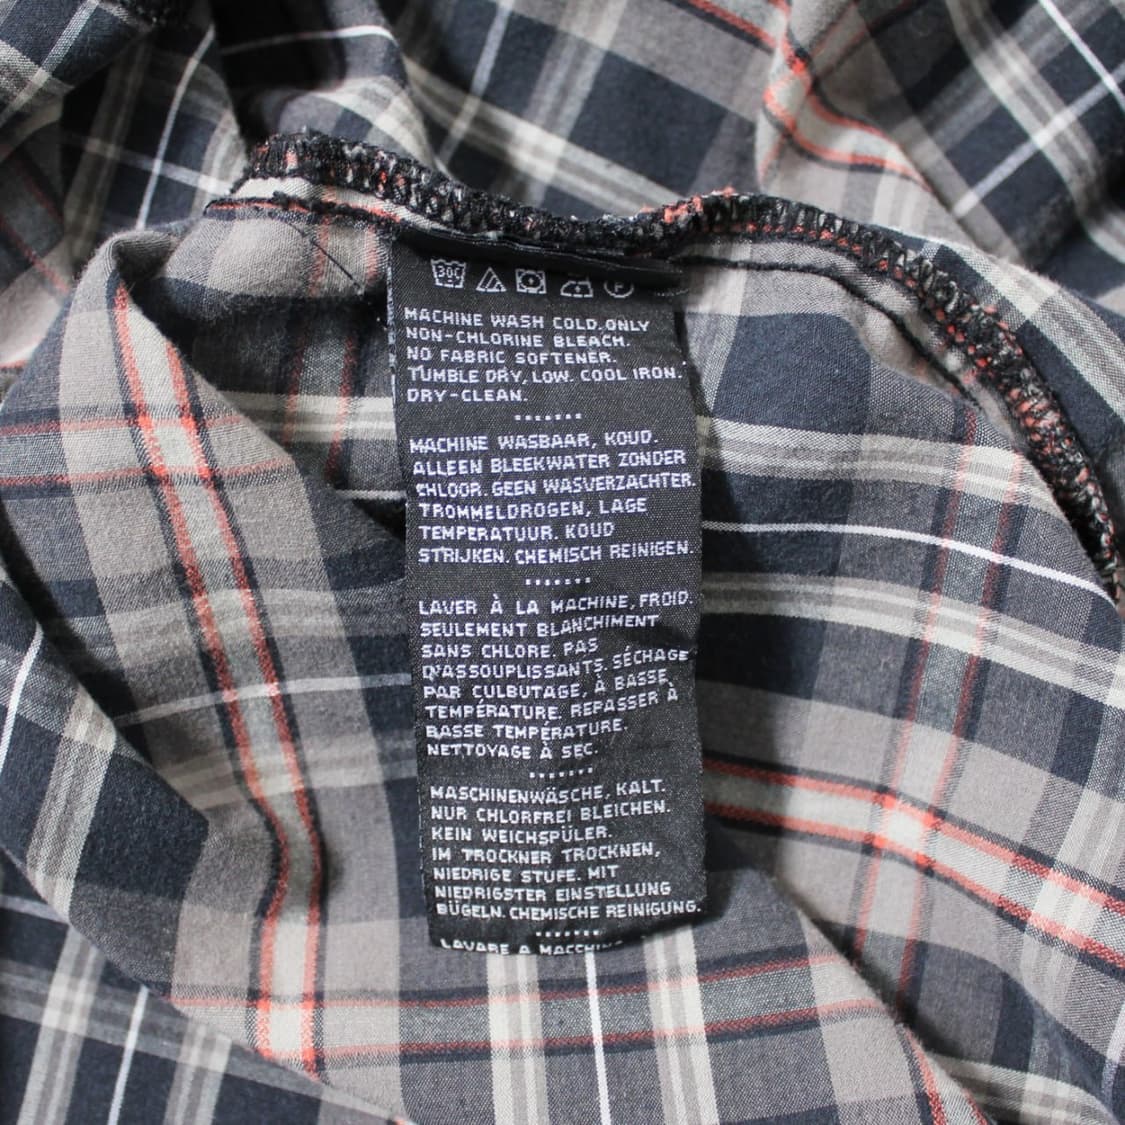 30C P
MACHINE WASH COLD. ONLY
NON-CHLORINE BLEACH.
NO FABRIC SOFTENER.
TUMBLE DRY, LOW. COOL IRON.
DRY-CLEAN.
MACHINE WASBAAR, KOUD.
ALLEEN BLEEKWATER ZONDER
CHLOOR. GEEN WASVERZACHTER.
TROMMELDROGEN, LAGE
TEMPERATUUR. KOUD
STRIJKEN. CHEMISCH REINIGEN.
LAVER À LA MACHINE, FROID.
SEULEMENT BLANCHIMENT
SANS CHLORE. PAS
D'ASSOUPLISSANTS. SÉCHAGE
PAR CULBUTAGE, À BASSE
TEMPÉRATURE. REPASSER À
BASSE TEMPÉRATURE.
NETTOYAGE À SEC.
MASCHINENWÄSCHE, KALT.
NUR CHLORFREI BLEICHEN.
KEIN WEICHSPÜLER.
IM TROCKNER TROCKNEN,
NIEDRIGE STUFE. MIT
NIEDRIGSTER EINSTELLUNG
BÜGELN. CHEMISCHE REINIGUNG.
LAVARE A